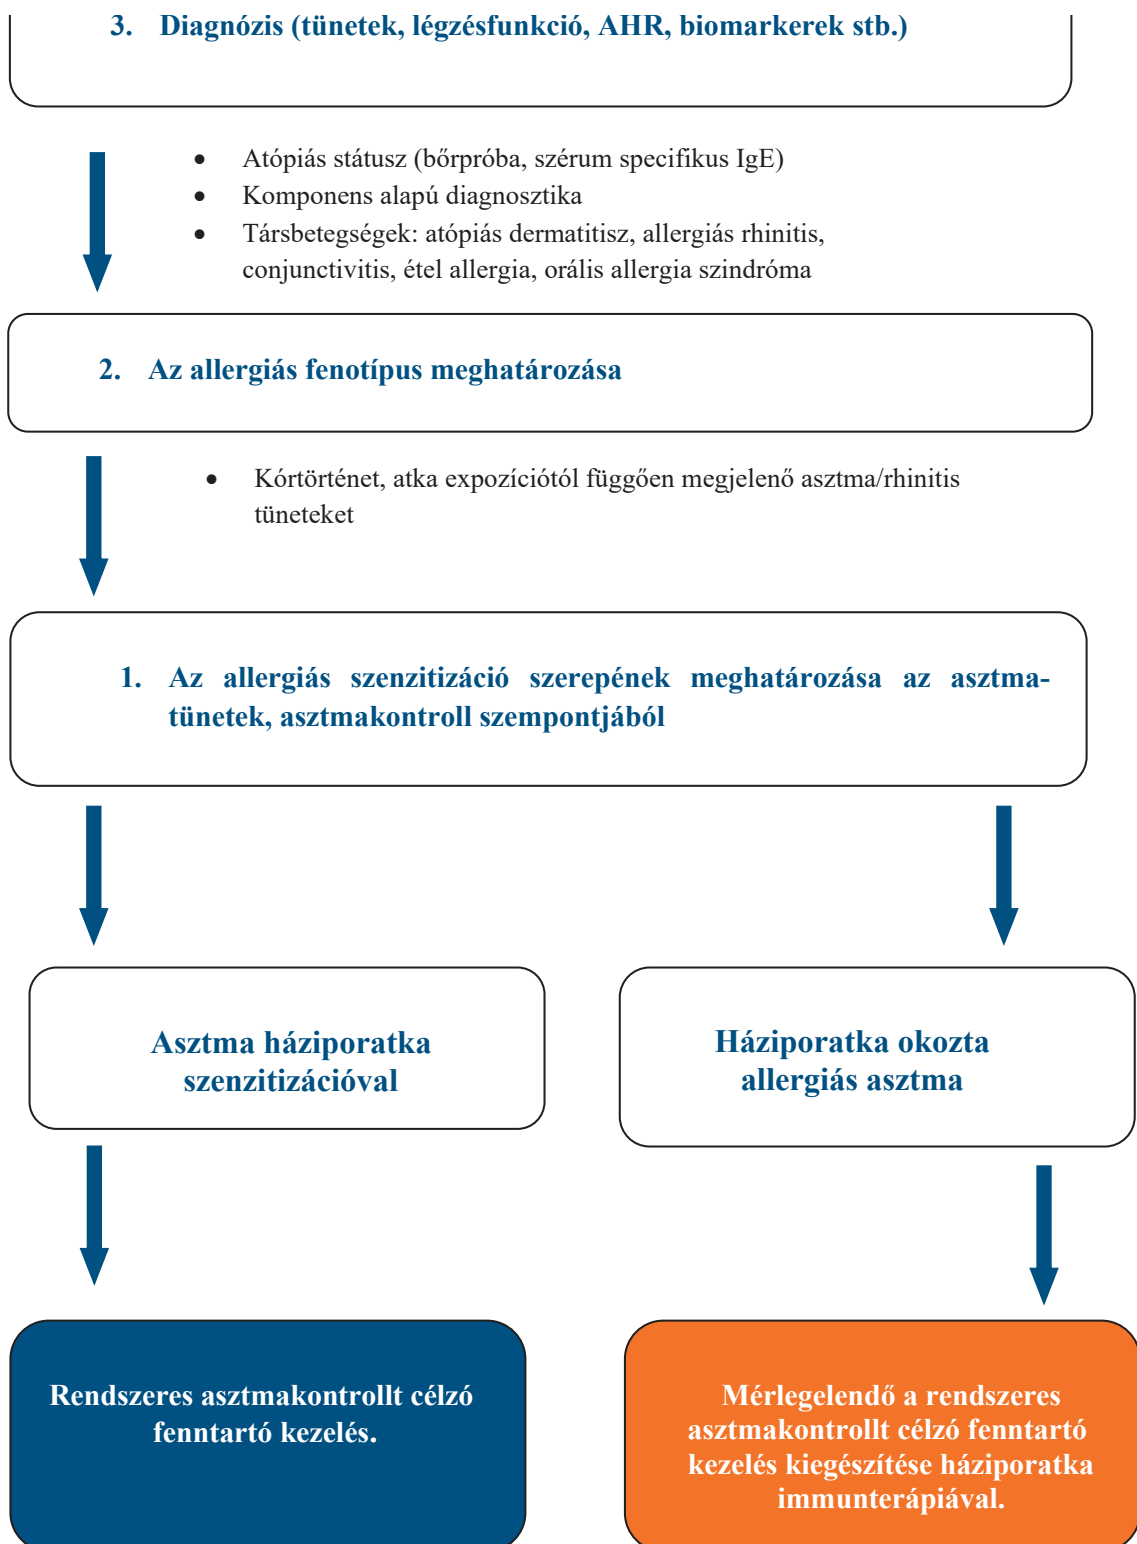 3. Diagnózis (tünetek, légzésfunkció, AHR, biomarkerek stb.)
• Atópiás státusz (bőrpróba, szérum specifikus IgE)
• Komponens alapú diagnosztika
• Társbetegségek: atópiás dermatitisz, allergiás rhinitis,
conjunctivitis, étel allergia, orális allergia szindróma
2. Az allergiás fenotípus meghatározása
• Kórtörténet, atka expozíciótól függően megjelenő asztma/rhinitis
tüneteket
1. Az allergiás szenzitizáció szerepének meghatározása az asztma-
tünetek, asztmakontroll szempontjából
Asztma háziporatka
szenzitizációval
Háziporatka okozta
allergiás asztma
Rendszeres asztmakontrollt célzó
fenntartó kezelés.
Mérlegelendő a rendszeres
asztmakontrollt célzó fenntartó
kezelés kiegészítése háziporatka
immunterápiával.